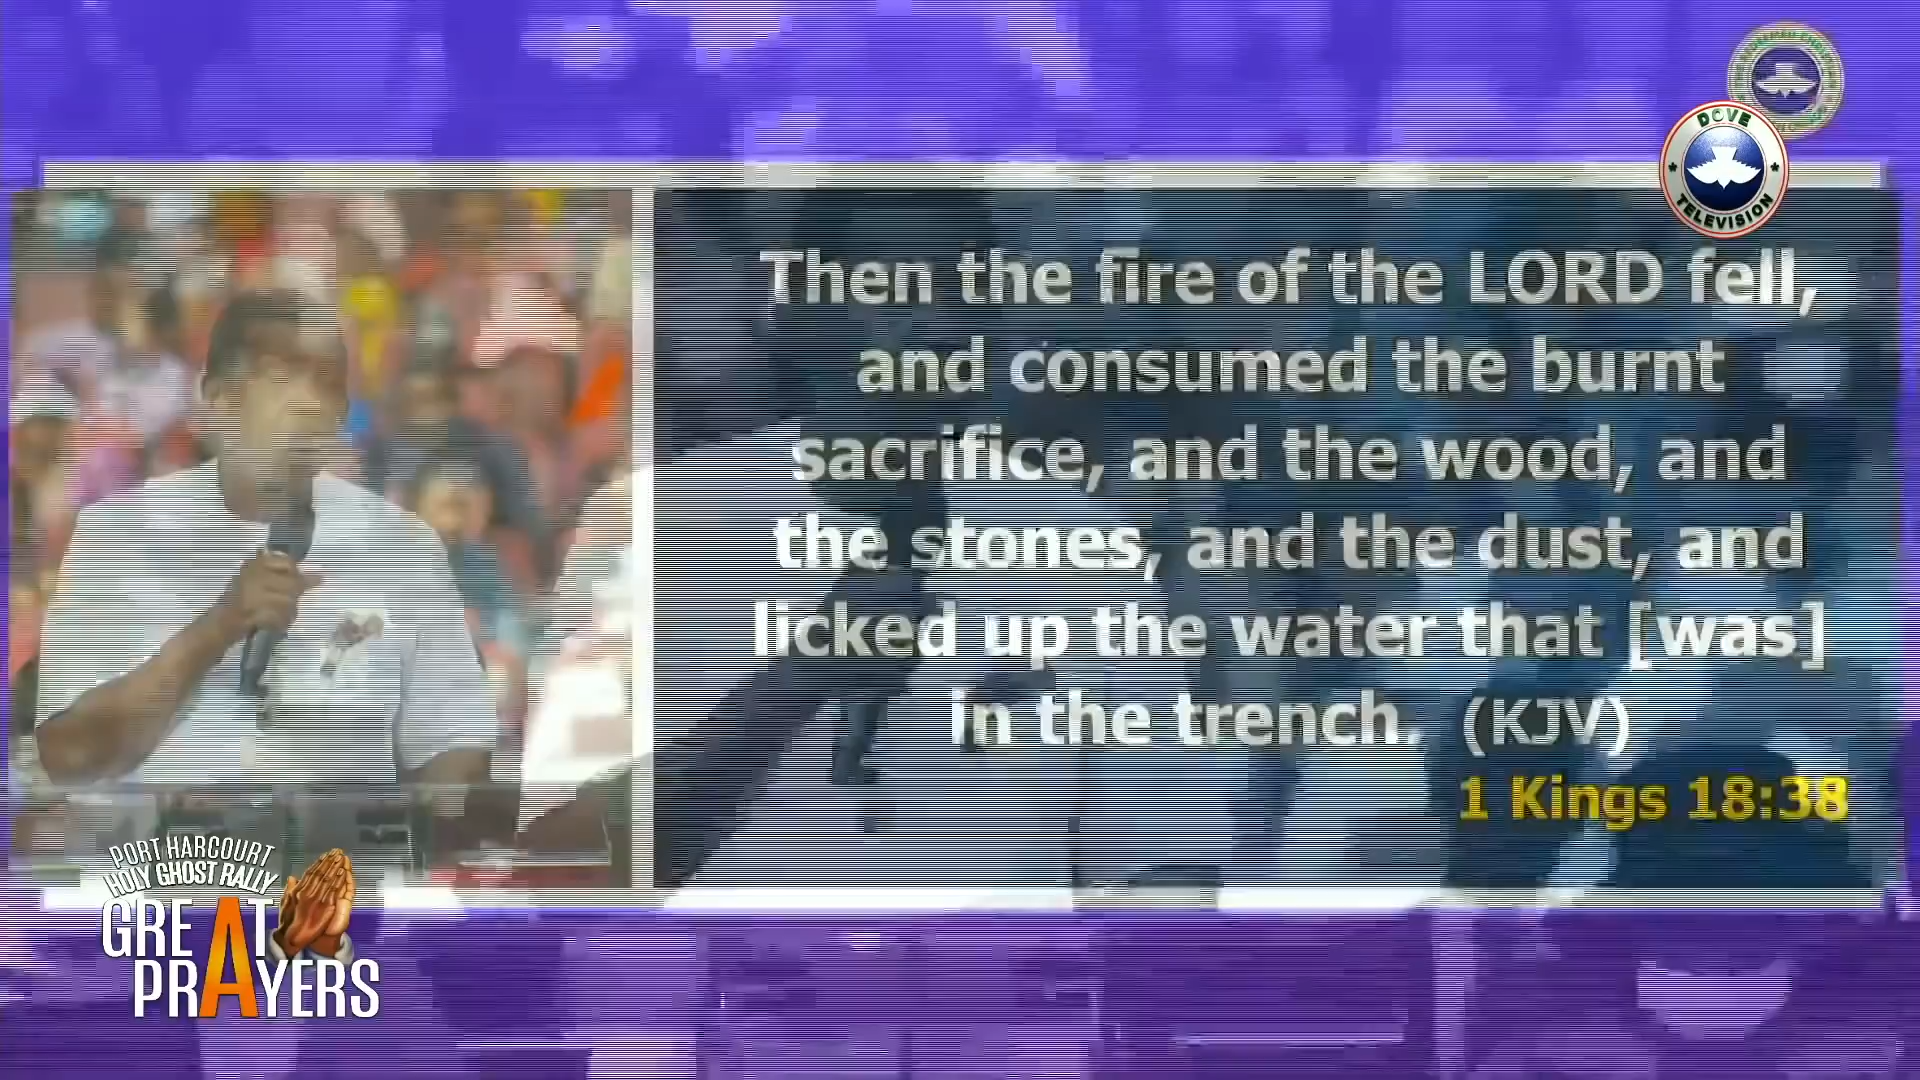 DOVE
TELEVISION
Then the fire of the LORD fell,
and consumed the burnt
sacrifice, and the wood, and
the stones, and the dust, and
licked up the water that [was]
in the trench. (KJV)
1 Kings 18:38
PORT HARCOURT
HOLY GHOST RALLY
GREAT
PRAYERS